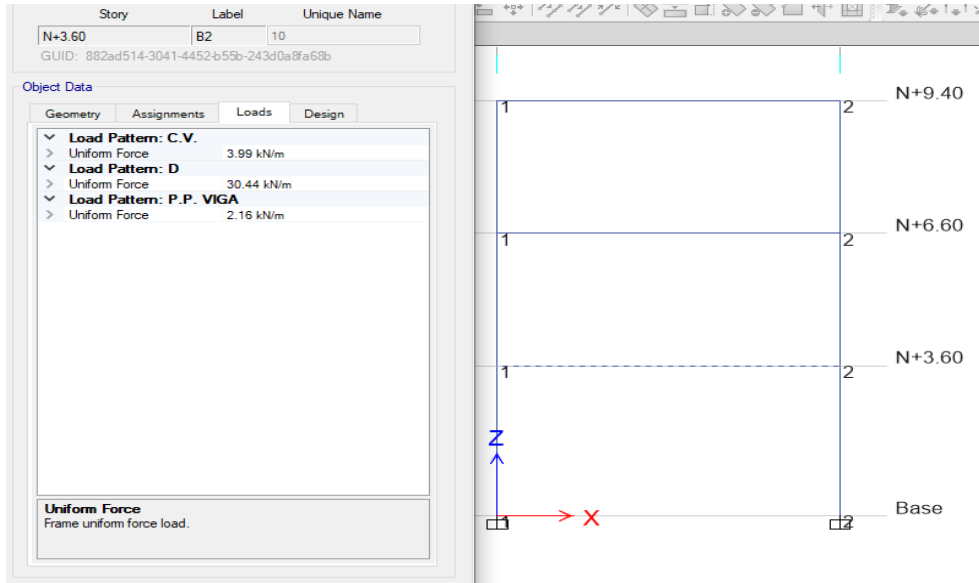 Story Label Unique Name
N+3.60 B2 10
GUID: 882ad514-3041-4452-b55b-243d0a8fa68b
Object Data
Geometry Assignments Loads Design
Load Pattern: C.V.
Uniform Force 3.99 kN/m
Load Pattern: D
Uniform Force 30.44 kN/m
Load Pattern: P.P. VIGA
Uniform Force 2.16 kN/m
Uniform Force
Frame uniform force load.
N+9.40
1 2
N+6.60
1 2
N+3.60
1 2
Z
Base
1 X 2